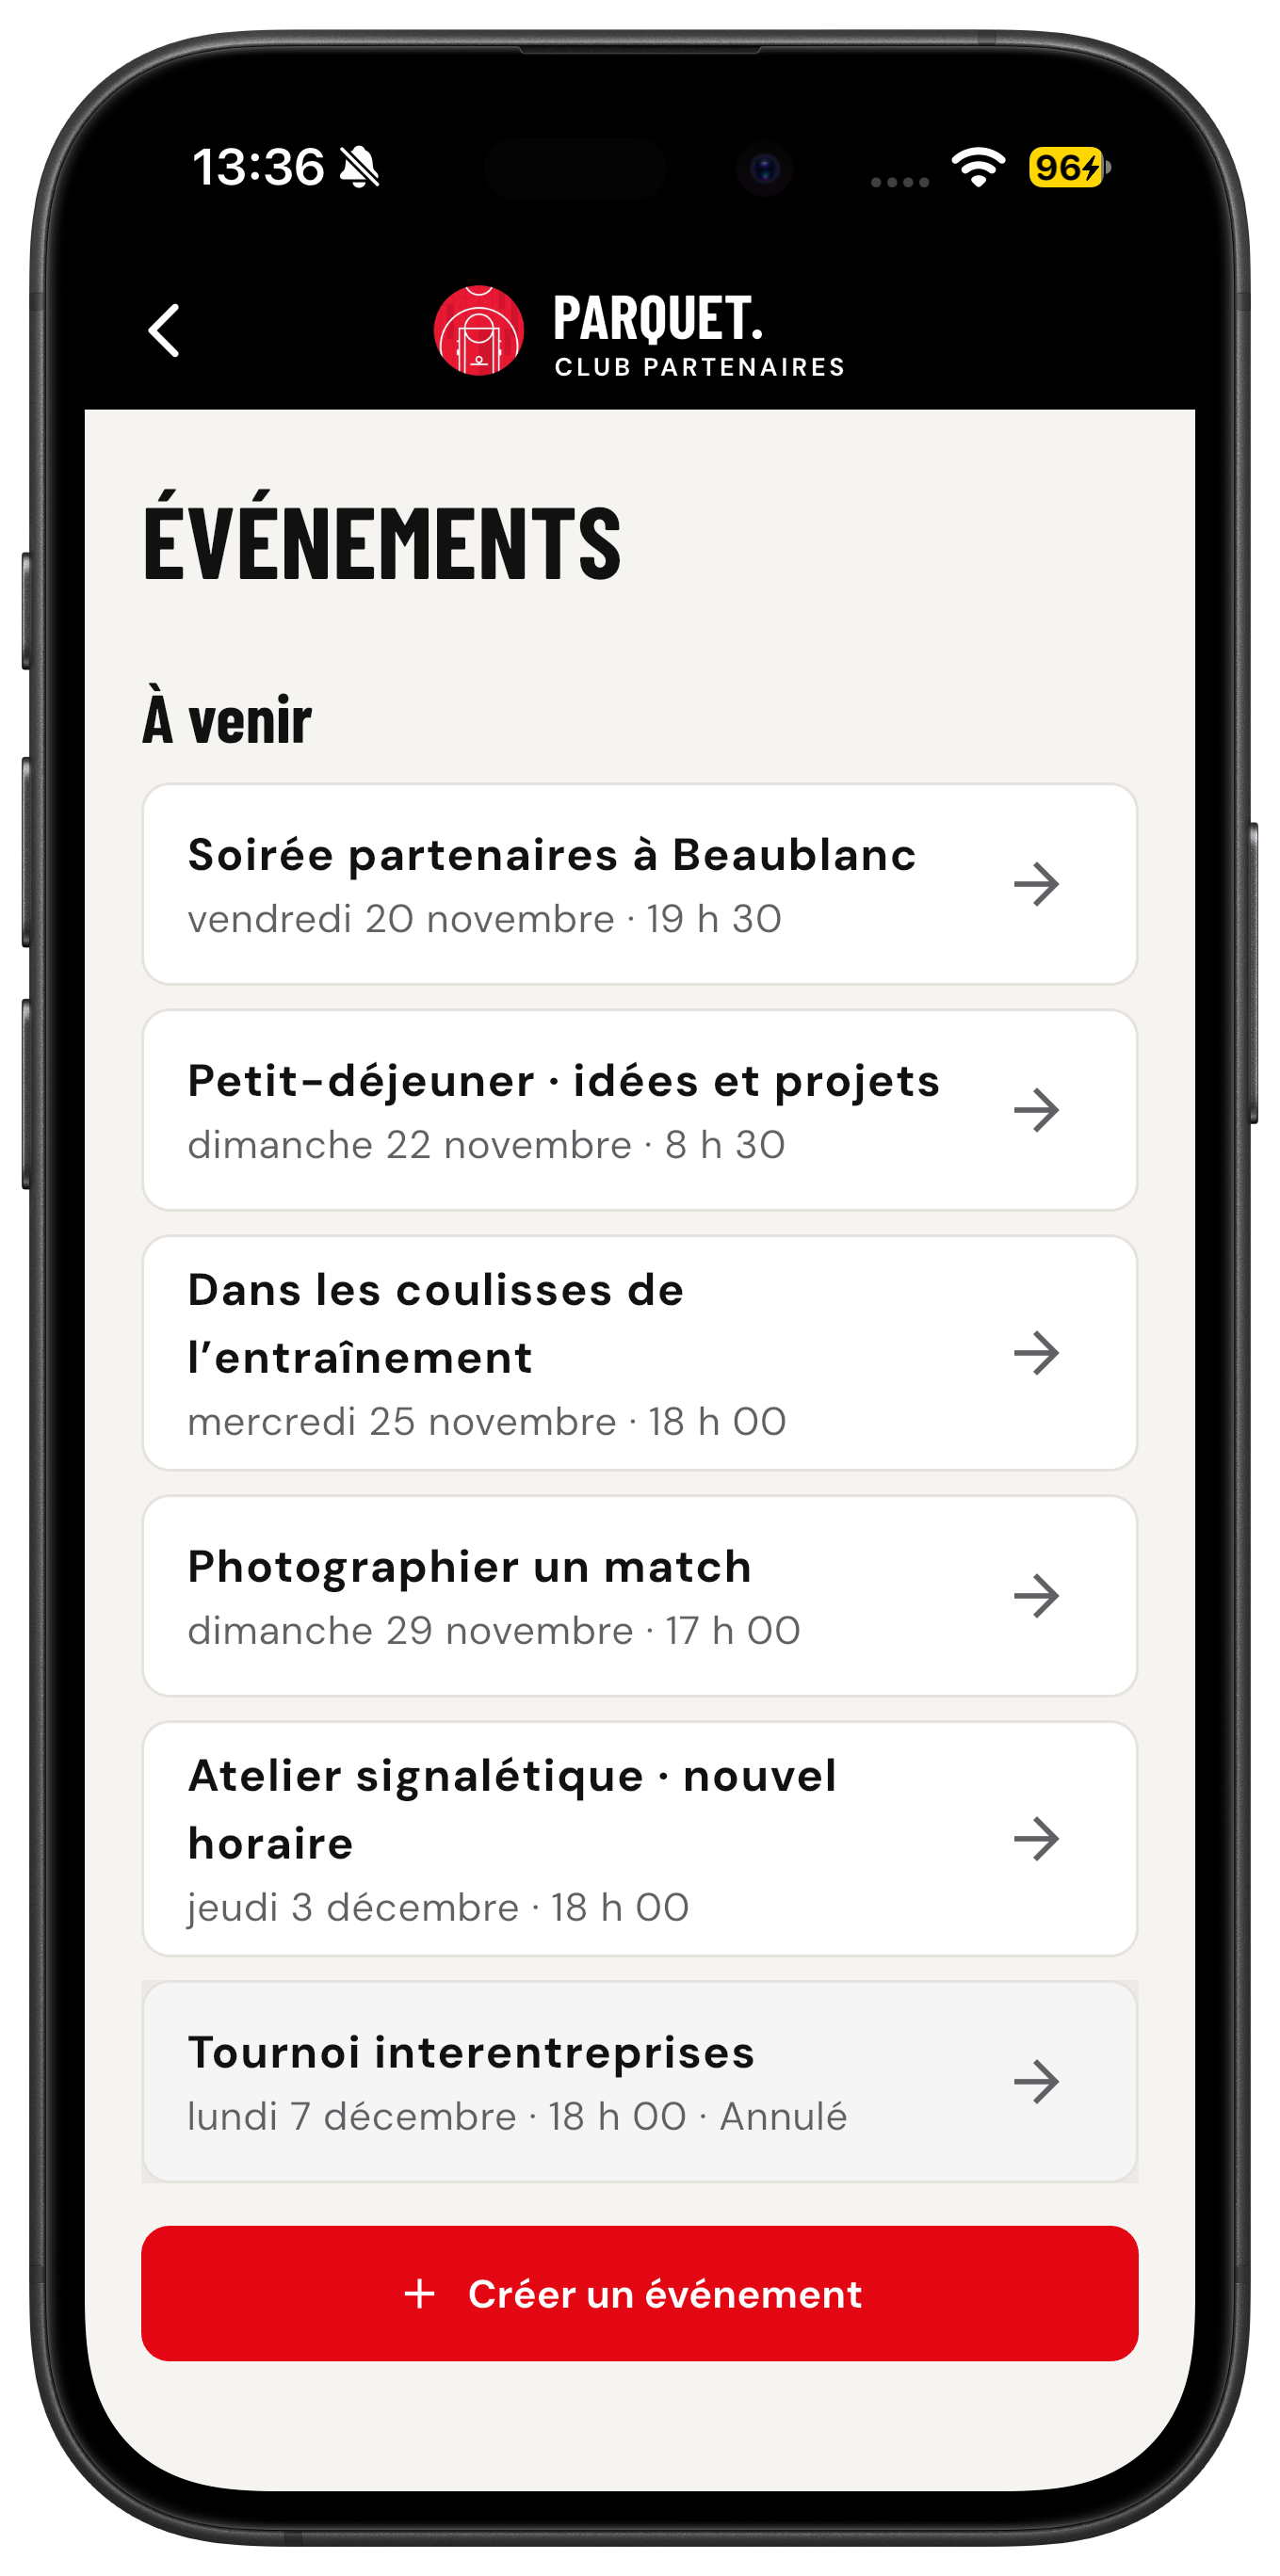 13:36
96
PARQUET.
CLUB PARTENAIRES
ÉVÉNEMENTS
À venir
Soirée partenaires à Beaublanc
vendredi 20 novembre · 19 h 30
Petit-déjeuner · idées et projets
dimanche 22 novembre · 8 h 30
Dans les coulisses de
l’entraînement
mercredi 25 novembre · 18 h 00
Photographier un match
dimanche 29 novembre · 17 h 00
Atelier signalétique · nouvel
horaire
jeudi 3 décembre · 18 h 00
Tournoi interentreprises
lundi 7 décembre · 18 h 00 · Annulé
+ Créer un événement